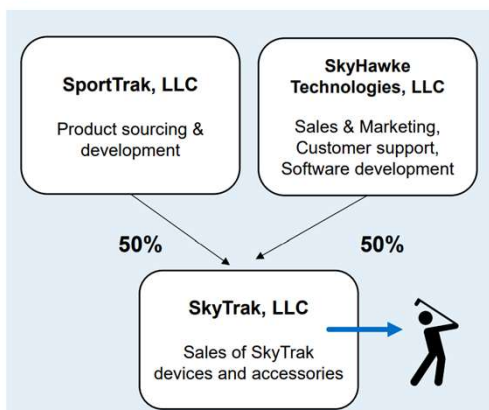 SportTrak, LLC
Product sourcing &
development
SkyHawke
Technologies, LLC
Sales & Marketing,
Customer support,
Software development
50%
50%
SkyTrak, LLC
Sales of SkyTrak
devices and accessories